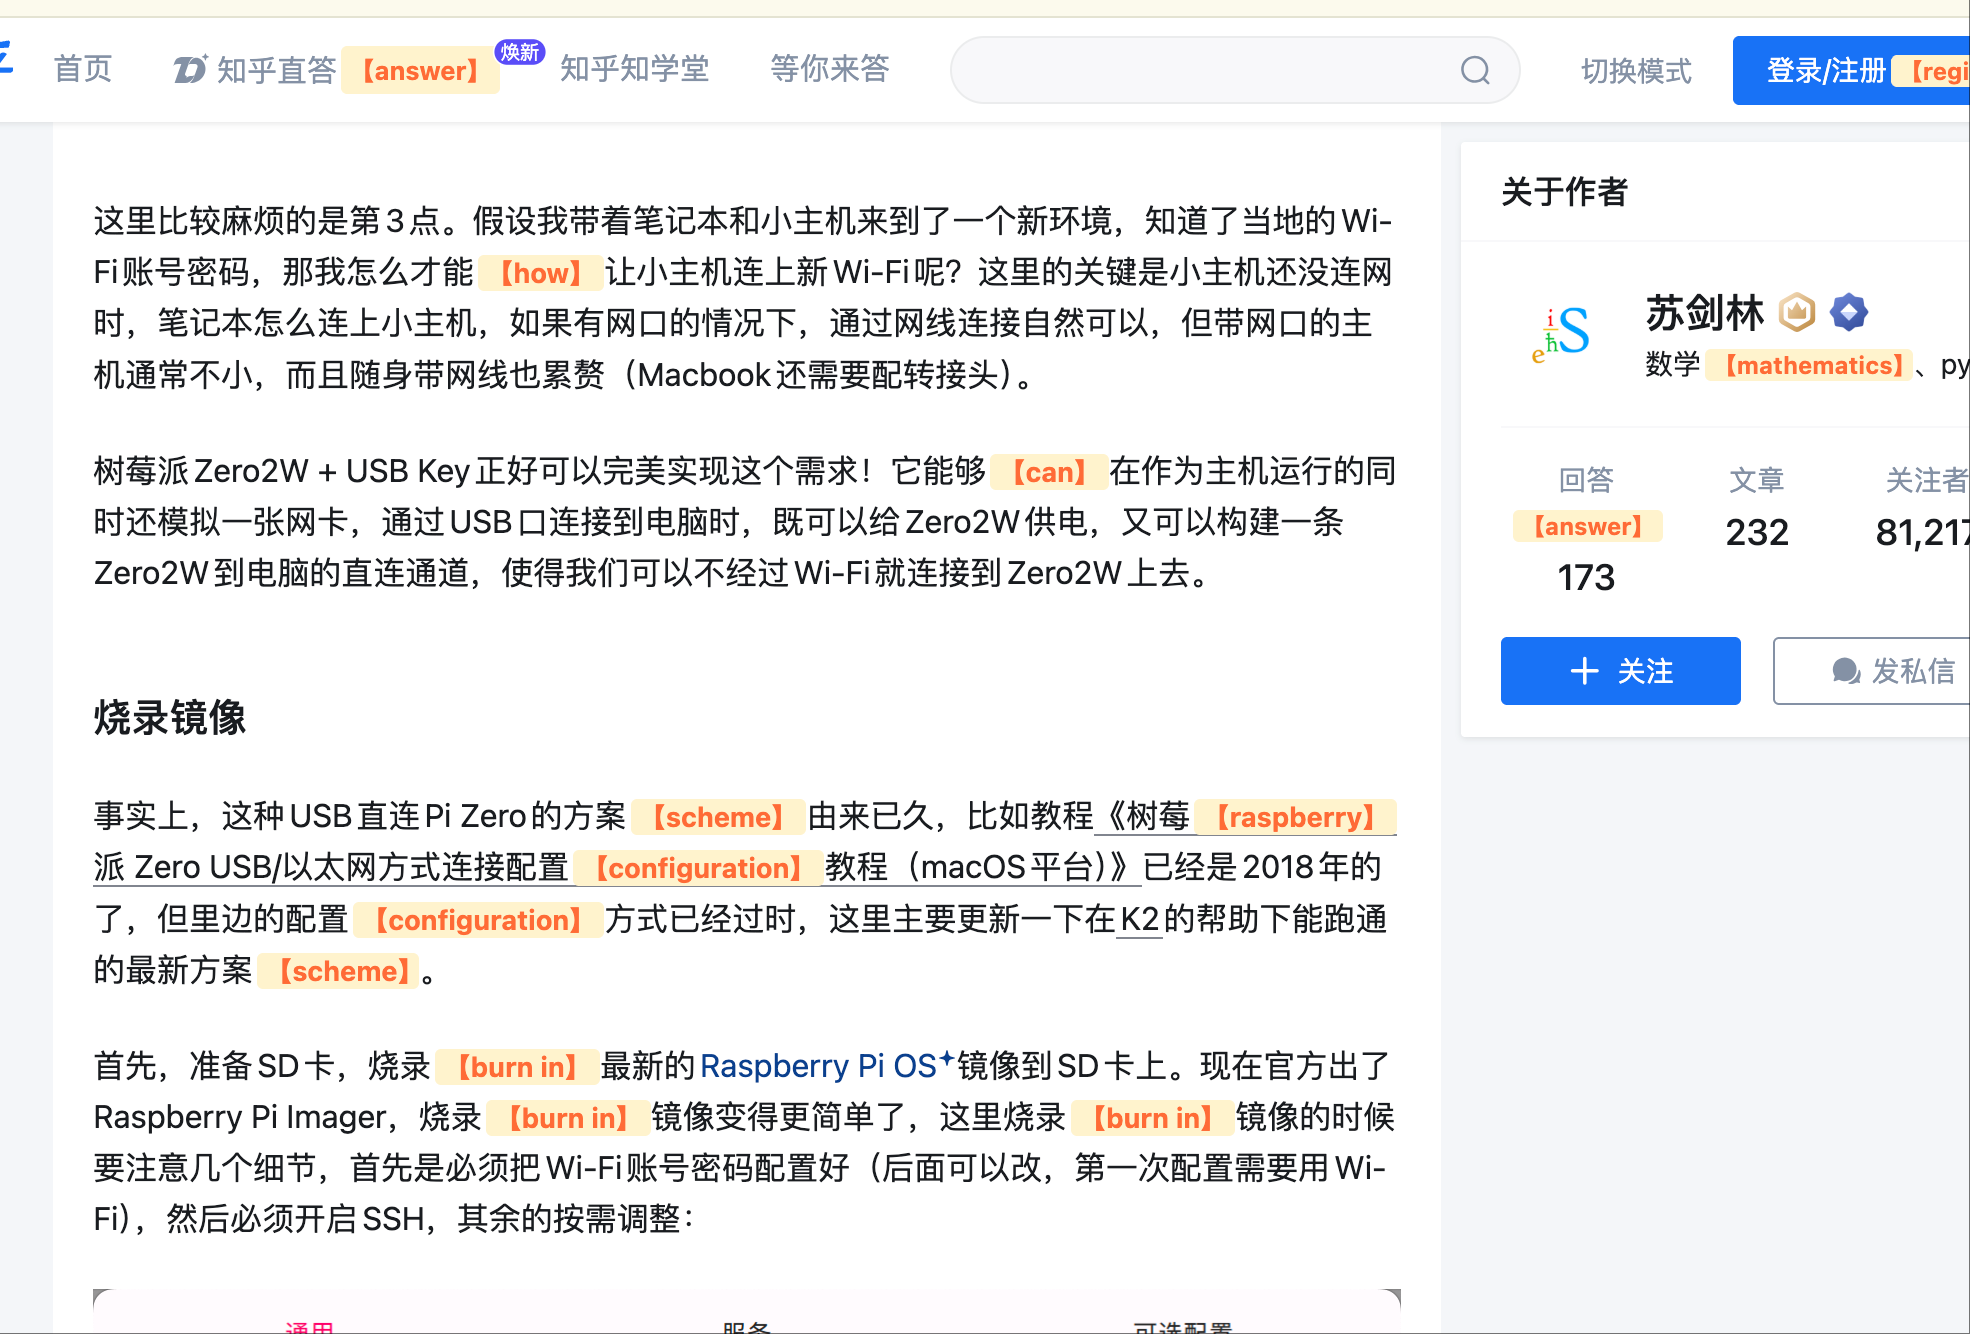 首页 知乎直答【answer】焕新 知乎知学堂 等你来答 切换模式 登录/注册【regi
这里比较麻烦的是第3点。假设我带着笔记本和小主机来到了一个新环境，知道了当地的Wi-
Fi账号密码，那我怎么才能【how】让小主机连上新Wi-Fi呢？这里的关键是小主机还没连网
时，笔记本怎么连上小主机，如果有网口的情况下，通过网线连接自然可以，但带网口的主
机通常不小，而且随身带网线也累赘（Macbook还需要配转接头）。
树莓派Zero2W + USB Key正好可以完美实现这个需求！它能够【can】在作为主机运行的同
时还模拟一张网卡，通过USB口连接到电脑时，既可以给Zero2W供电，又可以构建一条
Zero2W到电脑的直连通道，使得我们可以不经过Wi-Fi就连接到Zero2W上去。
烧录镜像
事实上，这种USB直连Pi Zero的方案【scheme】由来已久，比如教程《树莓【raspberry】
派 Zero USB/以太网方式连接配置【configuration】教程（macOS平台）》已经是2018年的
了，但里边的配置【configuration】方式已经过时，这里主要更新一下在K2的帮助下能跑通
的最新方案【scheme】。
首先，准备SD卡，烧录【burn in】最新的Raspberry Pi OS镜像到SD卡上。现在官方出了
Raspberry Pi Imager，烧录【burn in】镜像变得更简单了，这里烧录【burn in】镜像的时候
要注意几个细节，首先是必须把Wi-Fi账号密码配置好（后面可以改，第一次配置需要用Wi-
Fi），然后必须开启SSH，其余的按需调整：
通用 服务 可选配置
关于作者
iħeS
苏剑林
数学【mathematics】、py
回答 文章 关注者
【answer】 232 81,217
173
关注 发私信